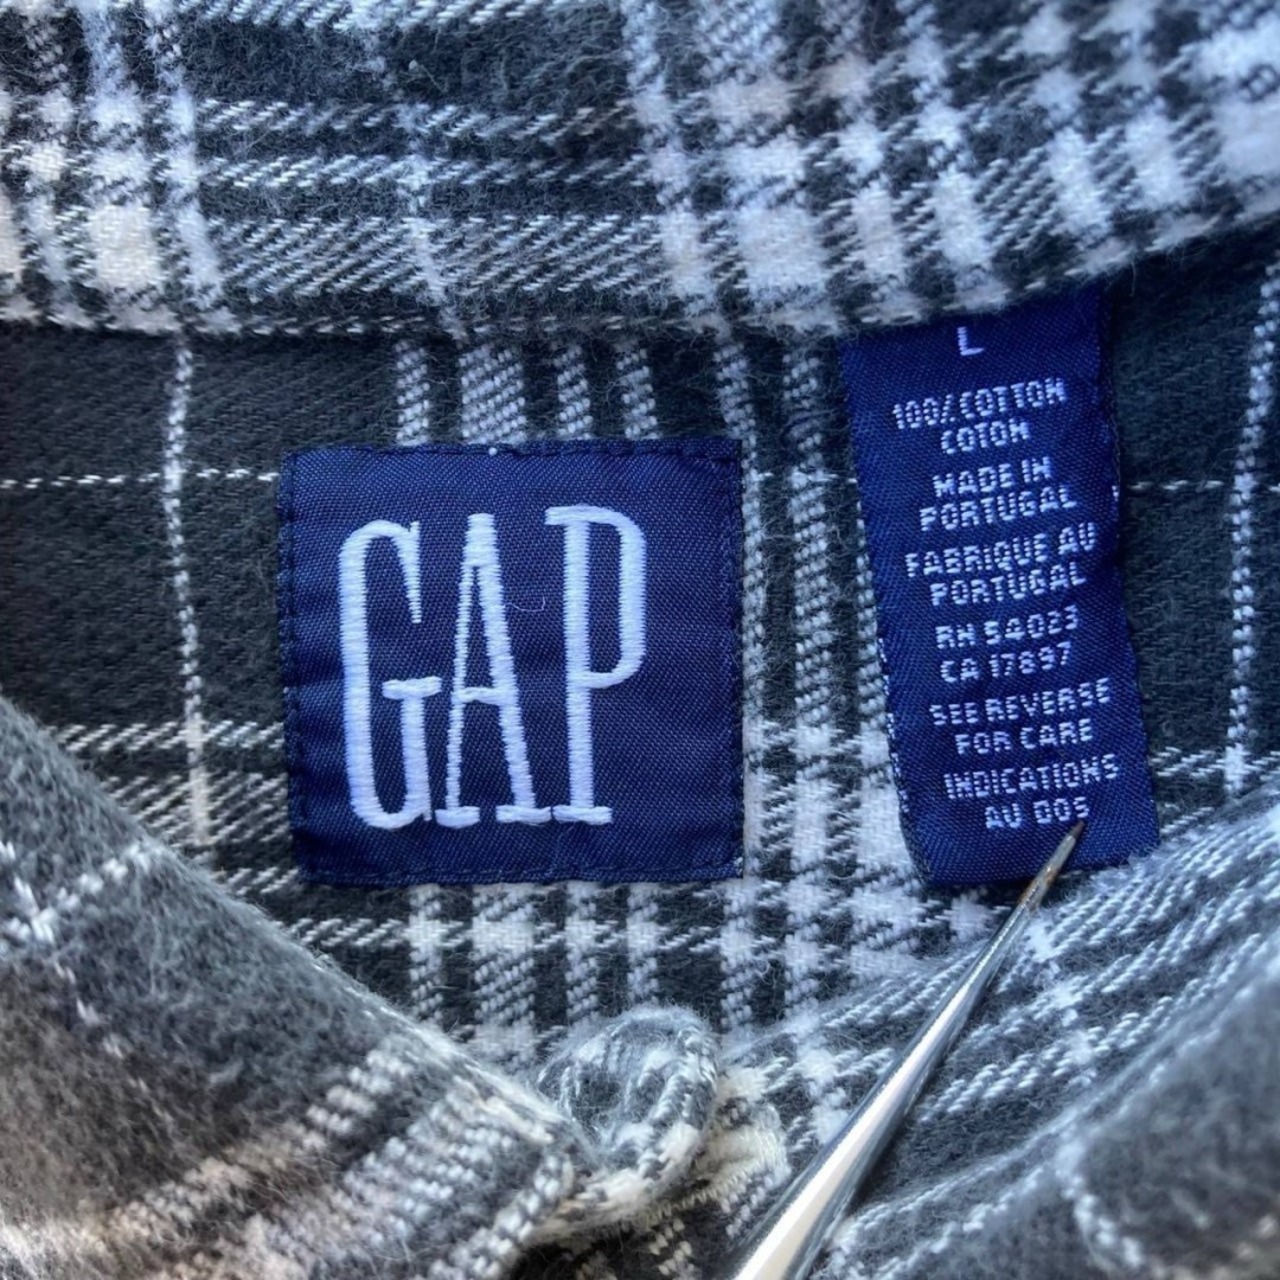 GAP
L
100% COTTON
COTON
MADE IN
PORTUGAL
FABRIQUE AU
PORTUGAL
RN 54023
CA 17897
SEE REVERSE
FOR CARE
INDICATIONS
AU DOS